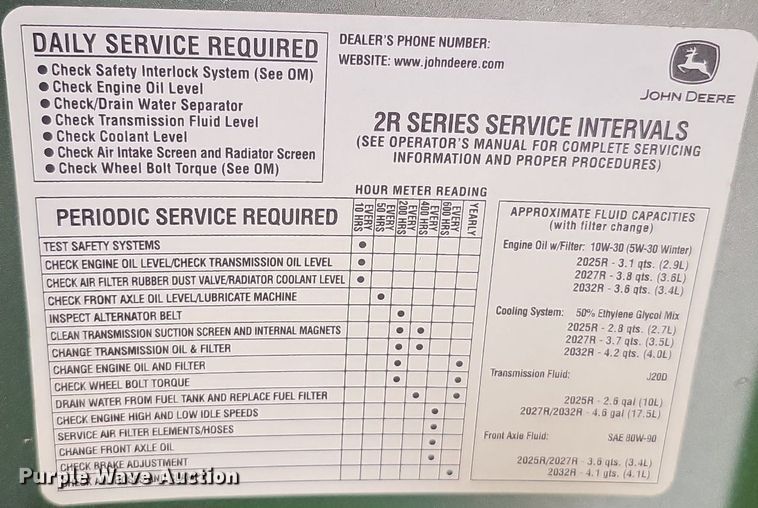 DAILY SERVICE REQUIRED
● Check Safety Interlock System (See OM)
● Check Engine Oil Level
● Check/Drain Water Separator
● Check Transmission Fluid Level
● Check Coolant Level
● Check Air Intake Screen and Radiator Screen
● Check Wheel Bolt Torque (See OM)
DEALER'S PHONE NUMBER:
WEBSITE: www.johndeere.com
JOHN DEERE
2R SERIES SERVICE INTERVALS
(SEE OPERATOR'S MANUAL FOR COMPLETE SERVICING
INFORMATION AND PROPER PROCEDURES)
HOUR METER READING
PERIODIC SERVICE REQUIRED
EVERY 10 HRS
EVERY 50 HRS
EVERY 200 HRS
EVERY 400 HRS
EVERY 600 HRS
YEARLY
TEST SAFETY SYSTEMS
CHECK ENGINE OIL LEVEL/CHECK TRANSMISSION OIL LEVEL
CHECK AIR FILTER RUBBER DUST VALVE/RADIATOR COOLANT LEVEL
CHECK FRONT AXLE OIL LEVEL/LUBRICATE MACHINE
INSPECT ALTERNATOR BELT
CLEAN TRANSMISSION SUCTION SCREEN AND INTERNAL MAGNETS
CHANGE TRANSMISSION OIL & FILTER
CHANGE ENGINE OIL AND FILTER
CHECK WHEEL BOLT TORQUE
DRAIN WATER FROM FUEL TANK AND REPLACE FUEL FILTER
CHECK ENGINE HIGH AND LOW IDLE SPEEDS
SERVICE AIR FILTER ELEMENTS/HOSES
CHANGE FRONT AXLE OIL
CHECK BRAKE ADJUSTMENT
APPROXIMATE FLUID CAPACITIES
(with filter change)
Engine Oil w/Filter: 10W-30 (5W-30 Winter)
2025R - 3.1 qts. (2.9L)
2027R - 3.8 qts. (3.6L)
2032R - 3.6 qts. (3.4L)
Cooling System: 50% Ethylene Glycol Mix
2025R - 2.8 qts. (2.7L)
2027R - 3.7 qts. (3.5L)
2032R - 4.2 qts. (4.0L)
Transmission Fluid: J20D
2025R - 2.6 gal (10L)
2027R/2032R - 4.6 gal (17.5L)
Front Axle Fluid: SAE 80W-90
2025R/2027R - 3.6 qts. (3.4L)
2032R - 4.1 qts. (4.1L)
Purple Wave Auction